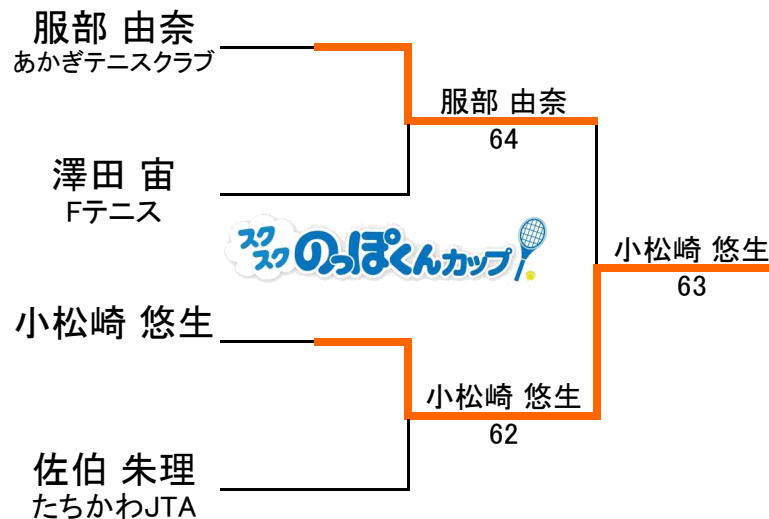 服部 由奈
あかぎテニスクラブ
服部 由奈
64
澤田 宙
Fテニス
スク
スク
のっぽくんカップ
小松崎 悠生
63
小松崎 悠生
小松崎 悠生
62
佐伯 朱理
たちかわJTA